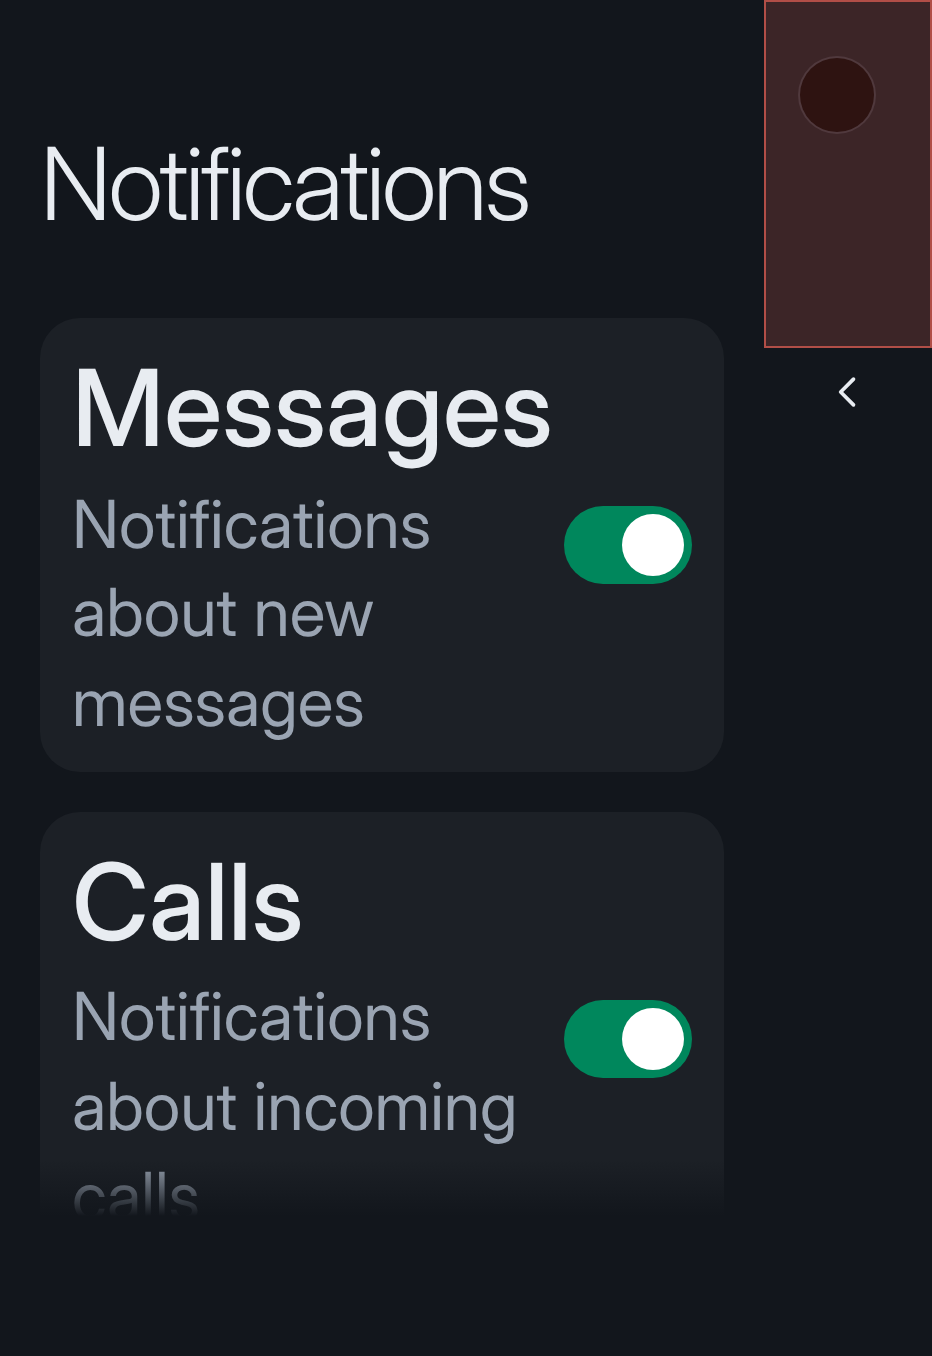 Notifications
Messages
Notifications
about new
messages
Calls
Notifications
about incoming
calls